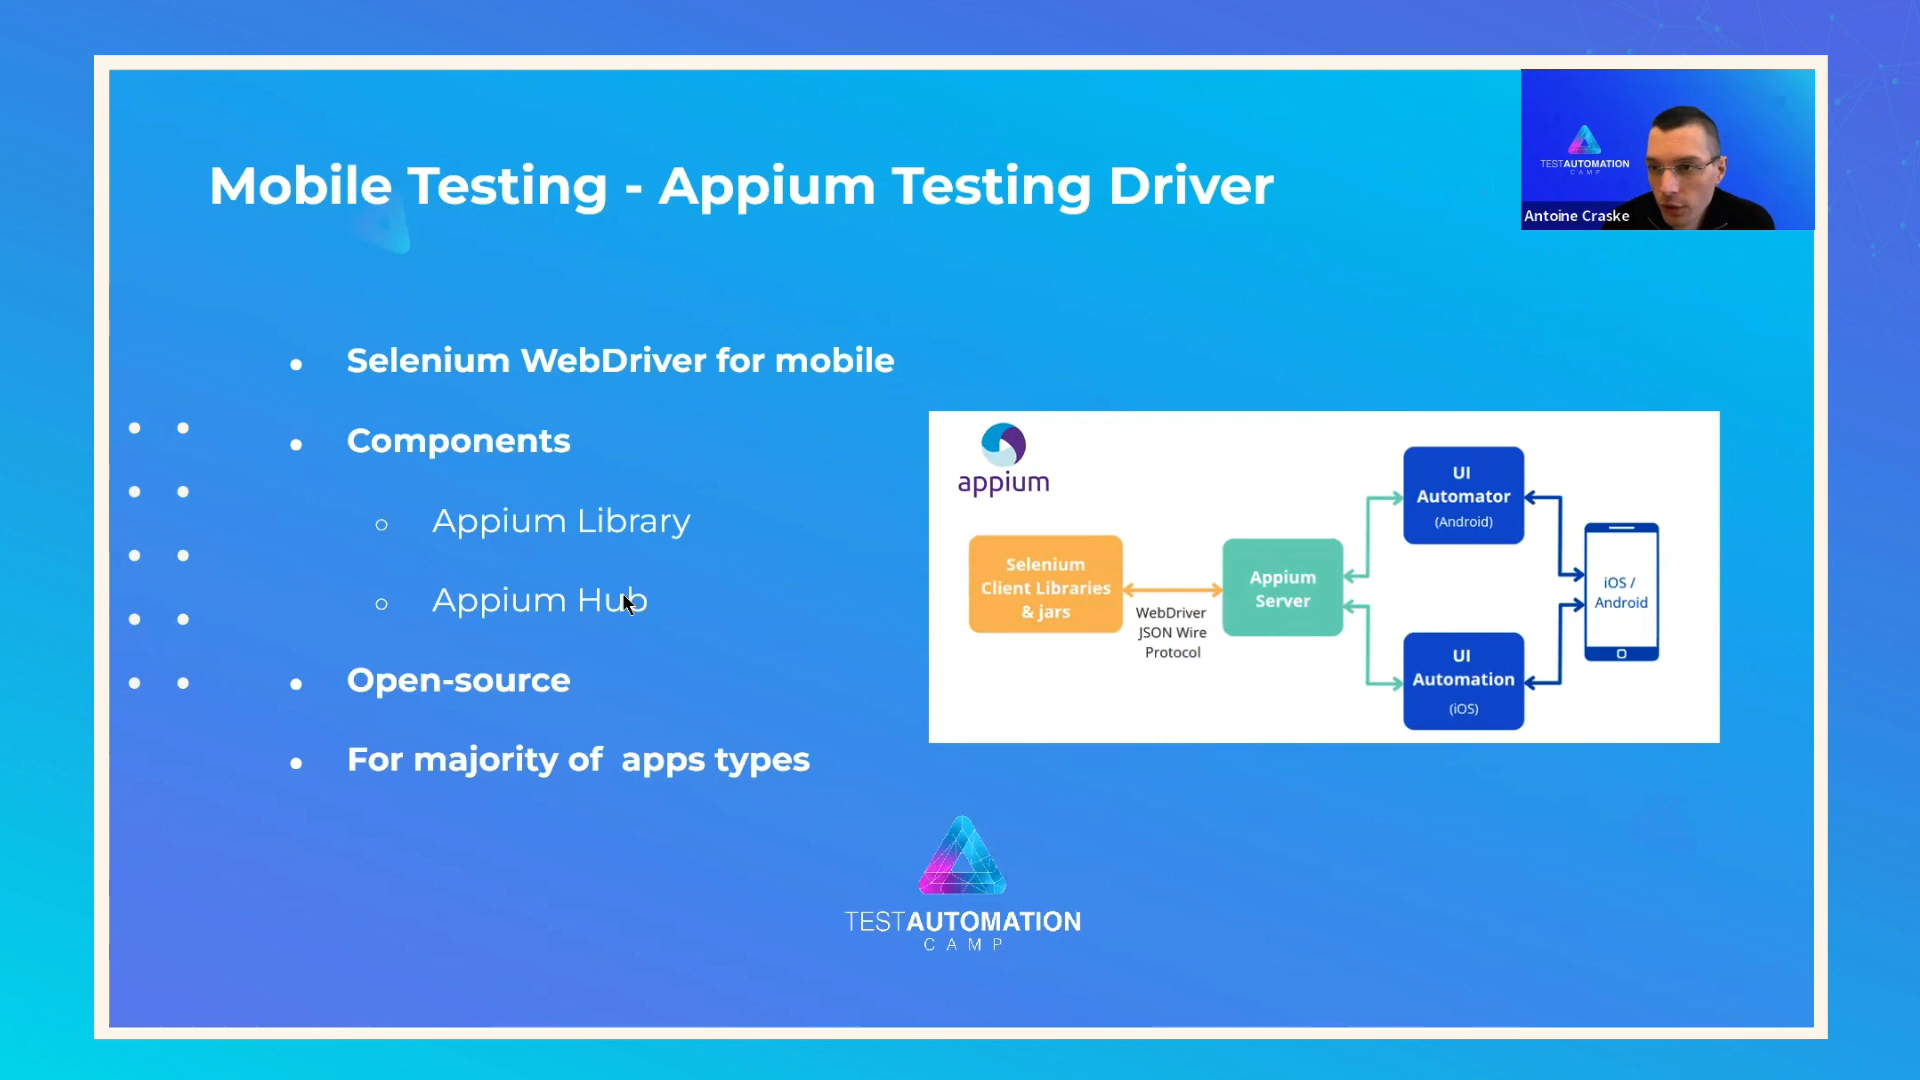 Mobile Testing - Appium Testing Driver
TESTAUTOMATION
CAMP
Antoine Craske
Selenium WebDriver for mobile
Components
Appium Library
Appium Hub
Open-source
For majority of apps types
appium
Selenium
Client Libraries
& jars
WebDriver
JSON Wire
Protocol
Appium
Server
UI
Automator
(Android)
UI
Automation
(iOS)
iOS /
Android
TESTAUTOMATION
CAMP